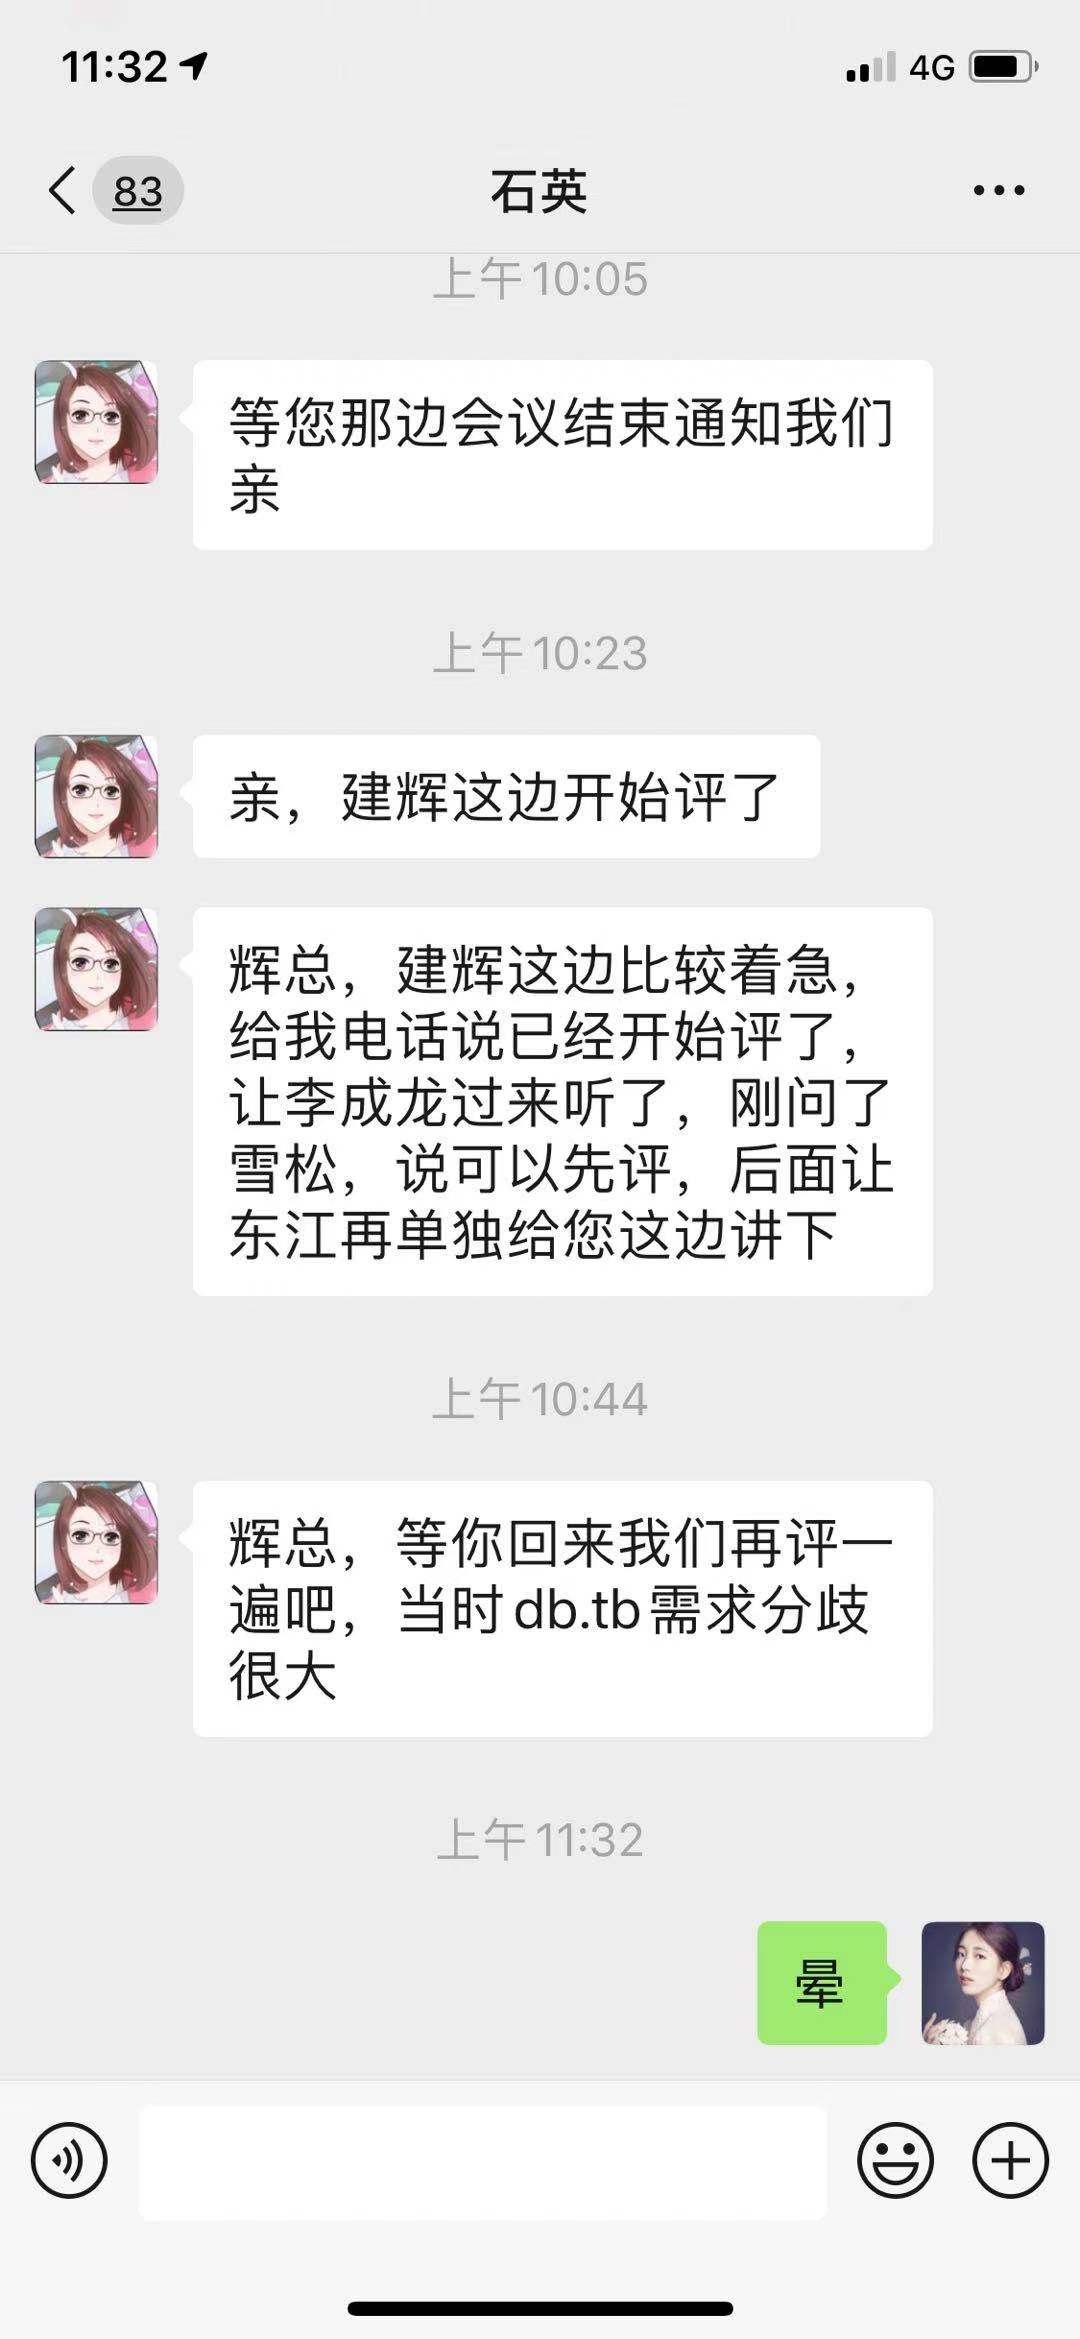 11:32
4G
83
石英
上午10:05
等您那边会议结束通知我们
亲
上午10:23
亲，建辉这边开始评了
辉总，建辉这边比较着急，
给我电话说已经开始评了，
让李成龙过来听了，刚问了
雪松，说可以先评，后面让
东江再单独给您这边讲下
上午10:44
辉总，等你回来我们再评一
遍吧，当时db.tb需求分歧
很大
上午11:32
晕